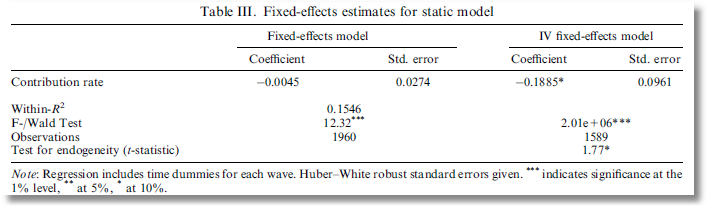 Table III. Fixed-effects estimates for static model
Fixed-effects model IV fixed-effects model
Coefficient Std. error Coefficient Std. error
Contribution rate −0.0045 0.0274 −0.1885* 0.0961
Within-R² 0.1546
F-/Wald Test 12.32*** 2.01e+06***
Observations 1960 1589
Test for endogeneity (t-statistic) 1.77*
Note: Regression includes time dummies for each wave. Huber–White robust standard errors given. *** indicates significance at the
1% level, ** at 5%, * at 10%.